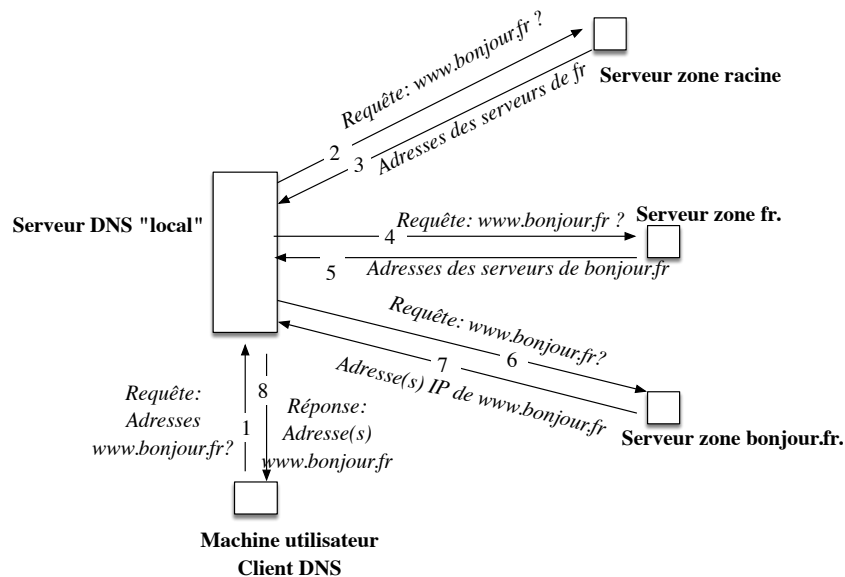 Requête: www.bonjour.fr ?
2
Serveur zone racine
Adresses des serveurs de fr
3
Serveur DNS "local"
Requête: www.bonjour.fr ?
4
Serveur zone fr.
5
Adresses des serveurs de bonjour.fr
Requête: www.bonjour.fr?
6
7
Adresse(s) IP de www.bonjour.fr
Serveur zone bonjour.fr.
Requête:
Adresses
www.bonjour.fr?
1
8
Réponse:
Adresse(s)
www.bonjour.fr
Machine utilisateur
Client DNS